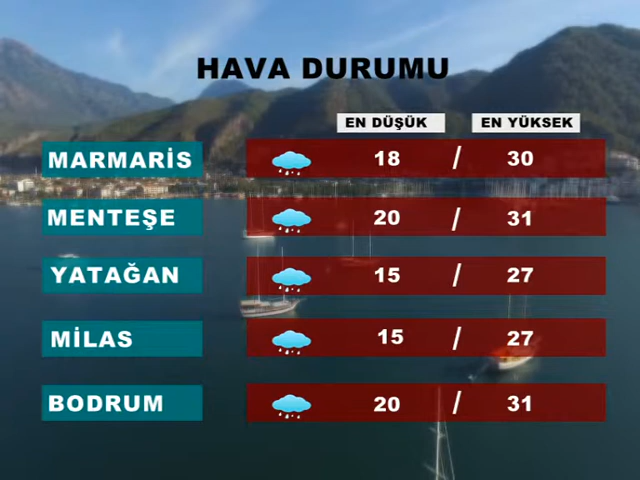 HAVA DURUMU
EN DÜŞÜK EN YÜKSEK
MARMARİS 18 / 30
MENTEŞE 20 / 31
YATAĞAN 15 / 27
MİLAS 15 / 27
BODRUM 20 / 31